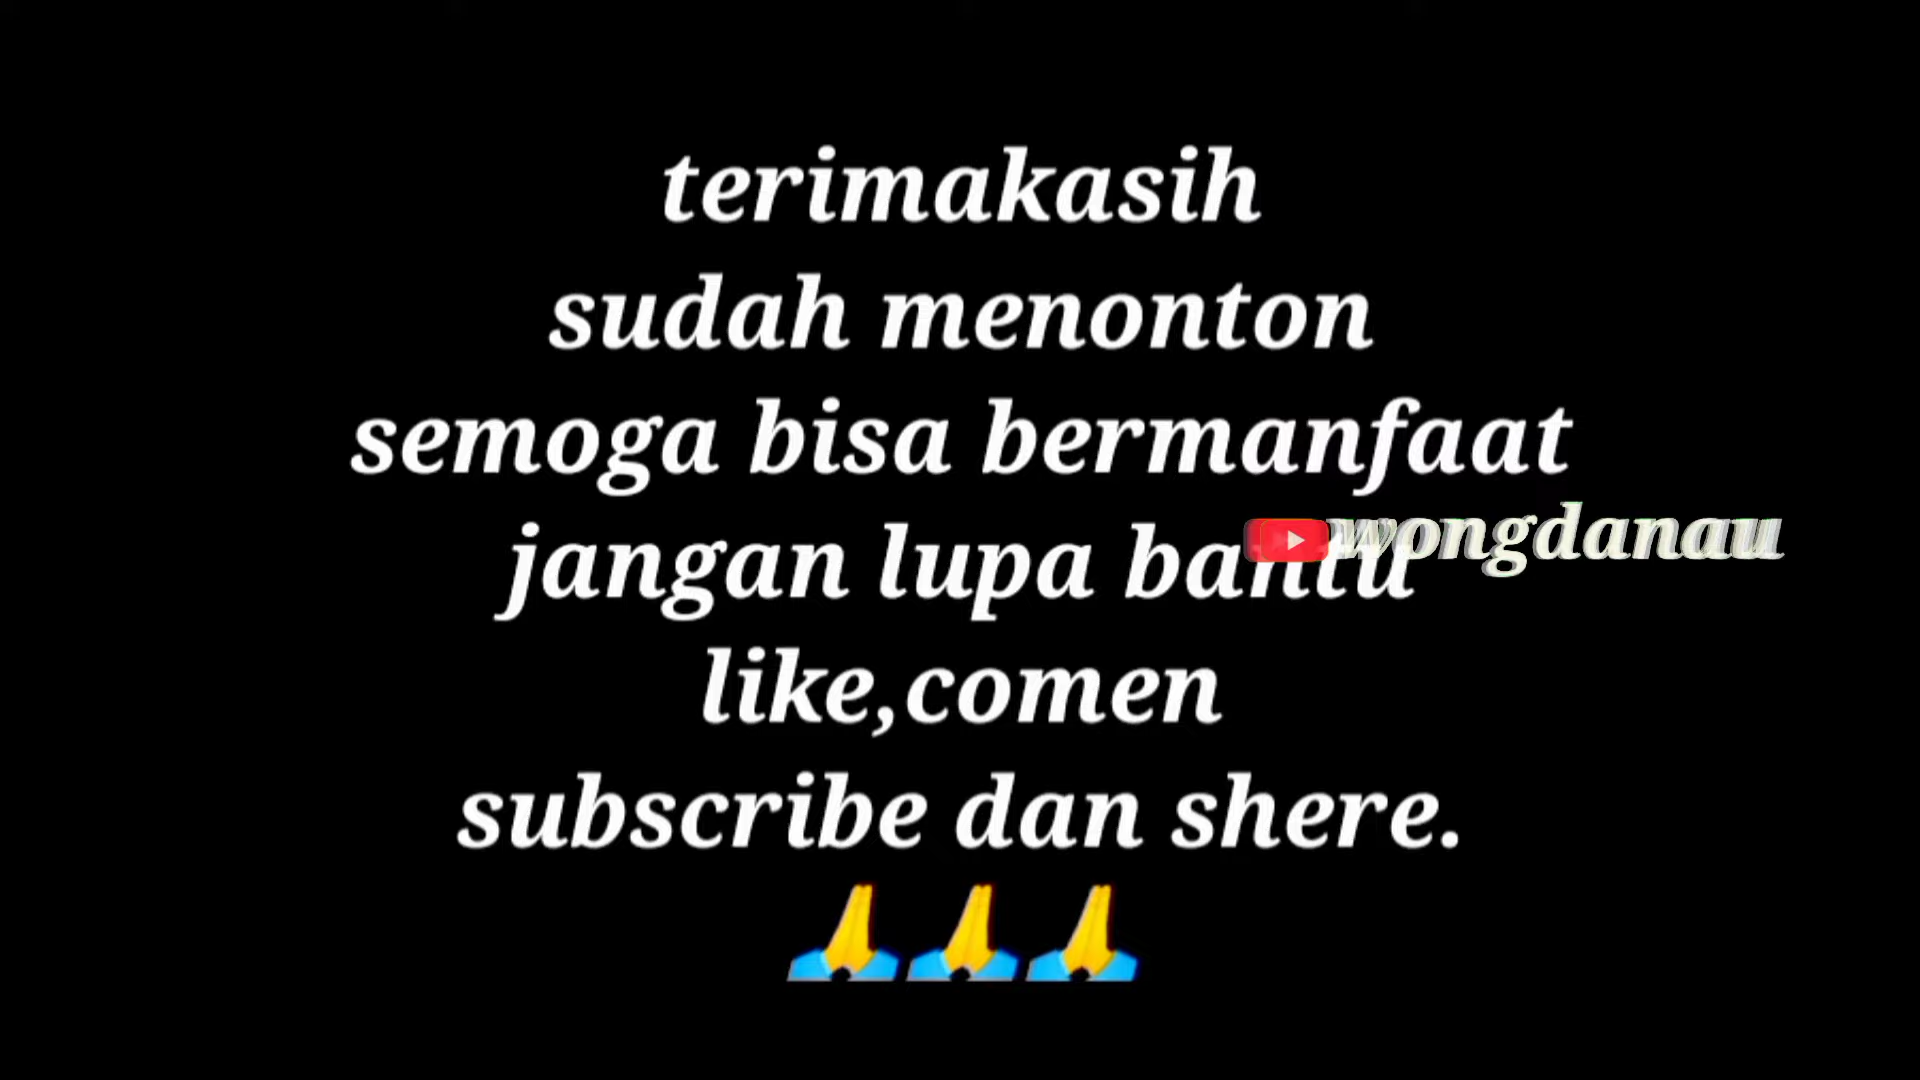 terimakasih
sudah menonton
semoga bisa bermanfaat
jangan lupa bantu
wongdanau
like,comen
subscribe dan shere.
🙏🙏🙏